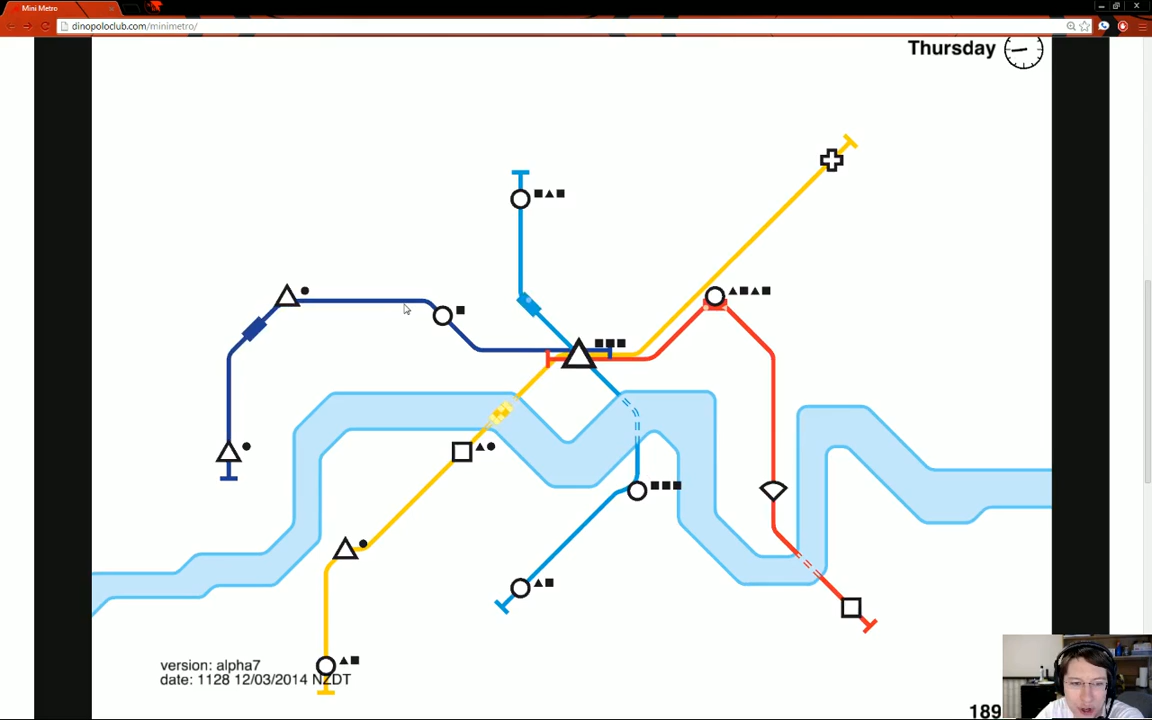 Mini Metro
dinopoloclub.com/minimetro/
Thursday
version: alpha7
date: 1128 12/03/2014 NZDT
189